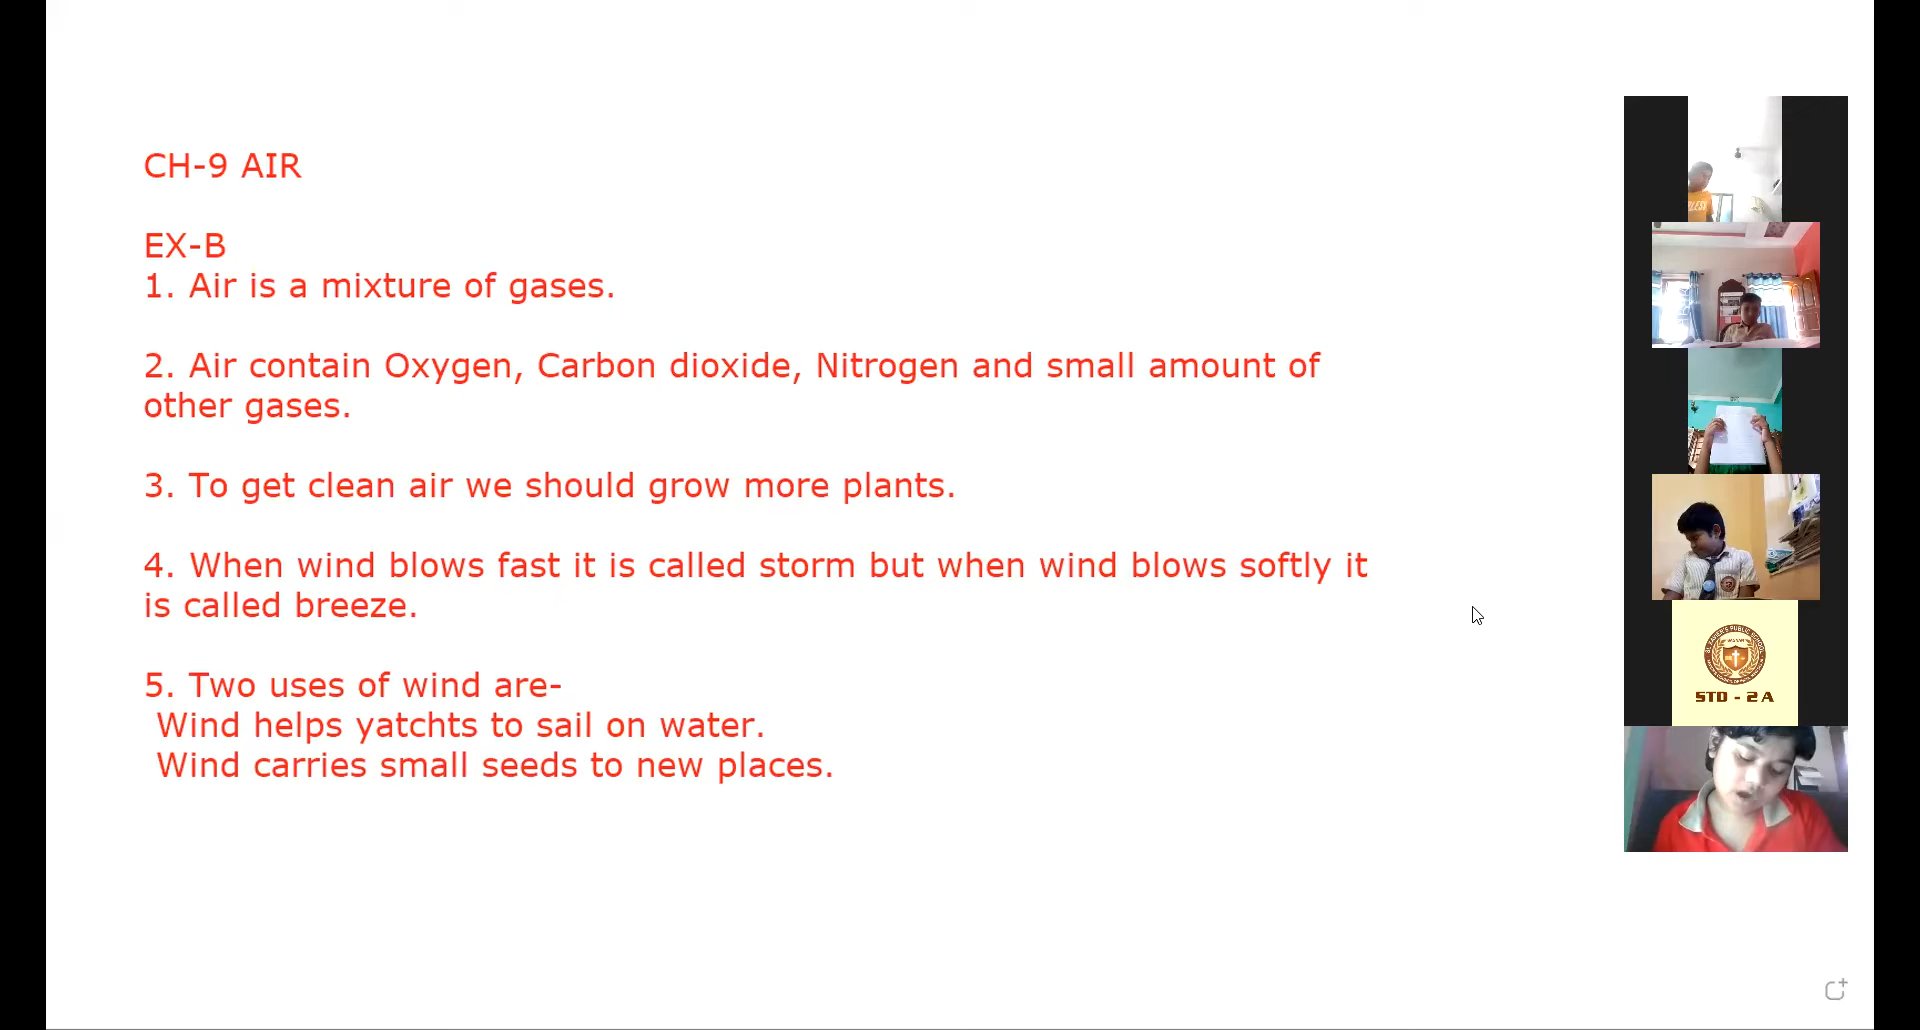 CH-9 AIR
EX-B
1. Air is a mixture of gases.
2. Air contain Oxygen, Carbon dioxide, Nitrogen and small amount of
other gases.
3. To get clean air we should grow more plants.
4. When wind blows fast it is called storm but when wind blows softly it
is called breeze.
5. Two uses of wind are-
Wind helps yatchts to sail on water.
Wind carries small seeds to new places.
STD - 2 A